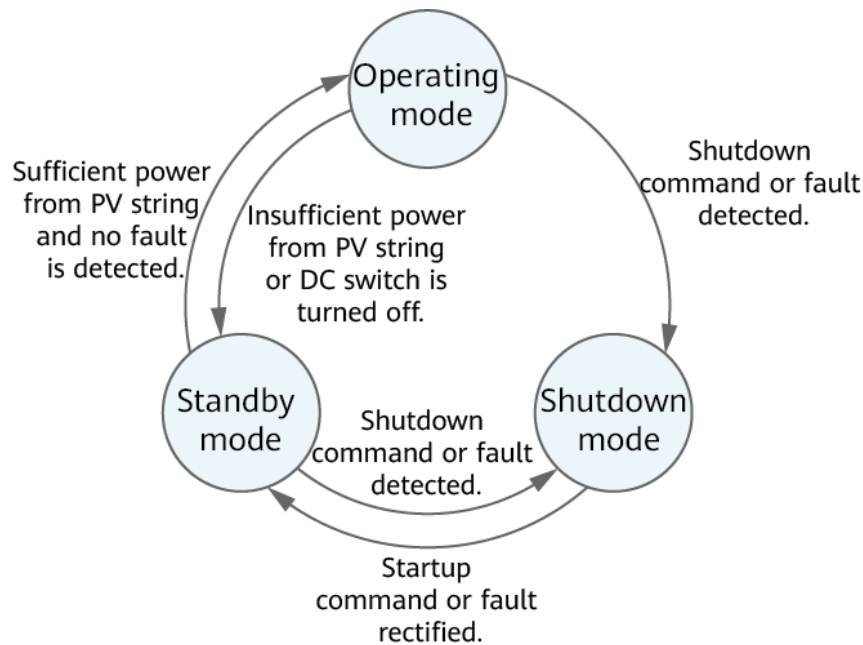 Operating
mode
Shutdown
command or fault
detected.
Sufficient power
from PV string
and no fault
is detected.
Insufficient power
from PV string
or DC switch is
turned off.
Standby
mode
Shutdown
command or fault
detected.
Shutdown
mode
Startup
command or fault
rectified.